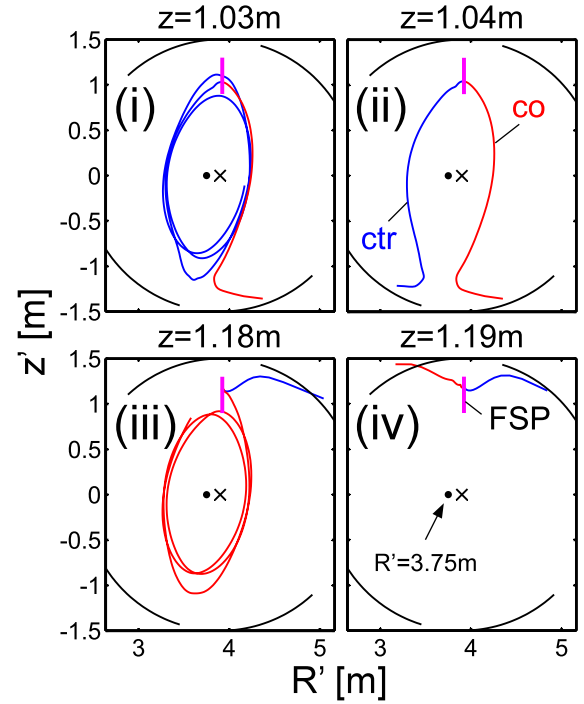 z=1.03m
z=1.04m
z' [m]
1.5
1
0.5
0
-0.5
-1
-1.5
(i)
(ii)
co
ctr
z=1.18m
z=1.19m
1.5
1
0.5
0
-0.5
-1
-1.5
(iii)
(iv)
FSP
R'=3.75m
3
4
5
3
4
5
R' [m]